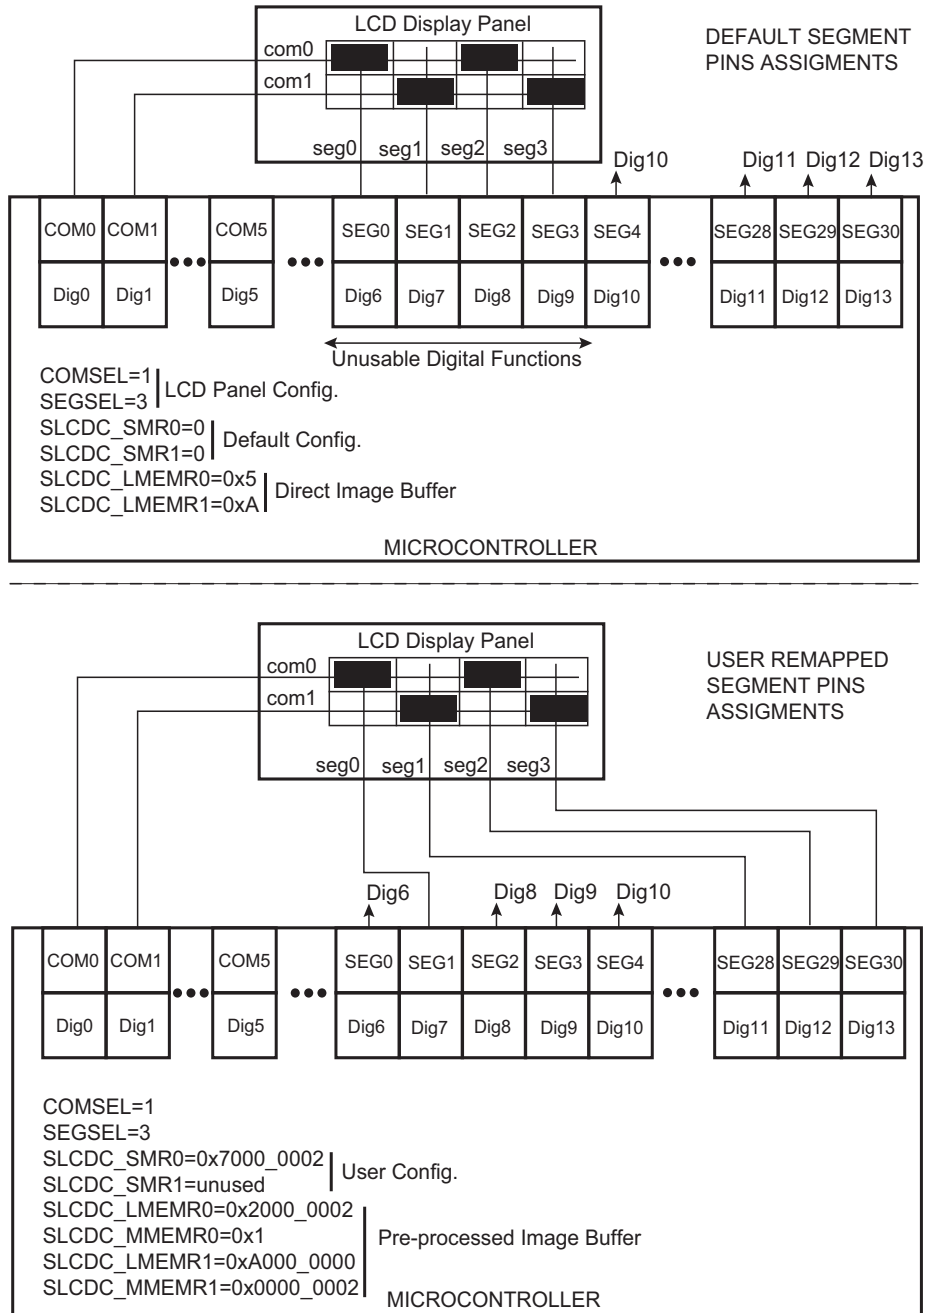 LCD Display Panel
DEFAULT SEGMENT
PINS ASSIGMENTS
com0
com1
seg0 seg1 seg2 seg3
Dig10 Dig11 Dig12 Dig13
COM0 COM1 COM5 SEG0 SEG1 SEG2 SEG3 SEG4 SEG28 SEG29 SEG30
Dig0 Dig1 Dig5 Dig6 Dig7 Dig8 Dig9 Dig10 Dig11 Dig12 Dig13
Unusable Digital Functions
COMSEL=1
SEGSEL=3
LCD Panel Config.
SLCDC_SMR0=0
SLCDC_SMR1=0
Default Config.
SLCDC_LMEMR0=0x5
SLCDC_LMEMR1=0xA
Direct Image Buffer
MICROCONTROLLER
LCD Display Panel
USER REMAPPED
SEGMENT PINS
ASSIGMENTS
com0
com1
seg0 seg1 seg2 seg3
Dig6 Dig8 Dig9 Dig10
COM0 COM1 COM5 SEG0 SEG1 SEG2 SEG3 SEG4 SEG28 SEG29 SEG30
Dig0 Dig1 Dig5 Dig6 Dig7 Dig8 Dig9 Dig10 Dig11 Dig12 Dig13
COMSEL=1
SEGSEL=3
SLCDC_SMR0=0x7000_0002
SLCDC_SMR1=unused
User Config.
SLCDC_LMEMR0=0x2000_0002
SLCDC_MMEMR0=0x1
SLCDC_LMEMR1=0xA000_0000
SLCDC_MMEMR1=0x0000_0002
Pre-processed Image Buffer
MICROCONTROLLER